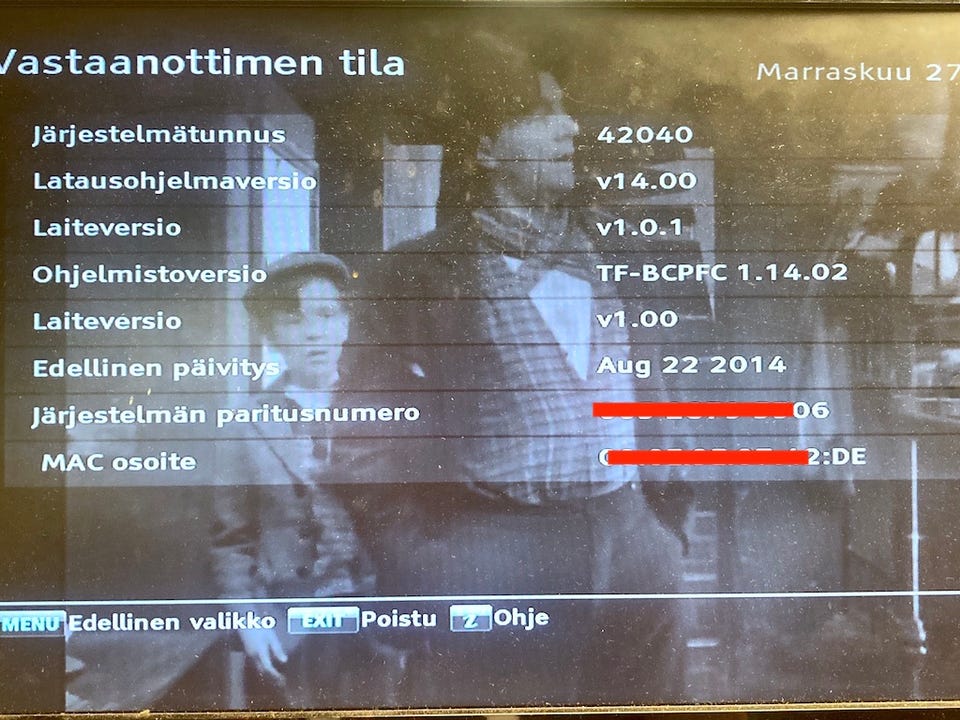 Vastaanottimen tila
Marraskuu 27
Järjestelmätunnus 42040
Latausohjelmaversio v14.00
Laiteversio v1.0.1
Ohjelmistoversio TF-BCPFC 1.14.02
Laiteversio v1.00
Edellinen päivitys Aug 22 2014
Järjestelmän paritusnumero 06
MAC osoite 2:DE
MENU Edellinen valikko EXIT Poistu Ohje